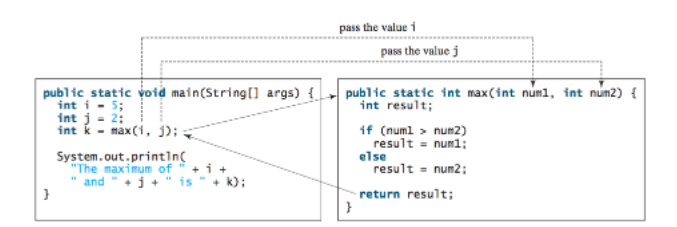 pass the value i
pass the value j
public static void main(String[] args) {
int i = 5;
int j = 2;
int k = max(i, j);
System.out.println(
"The maximum of " + i +
" and " + j + " is " + k);
}
public static int max(int num1, int num2) {
int result;
if (num1 > num2)
result = num1;
else
result = num2;
return result;
}